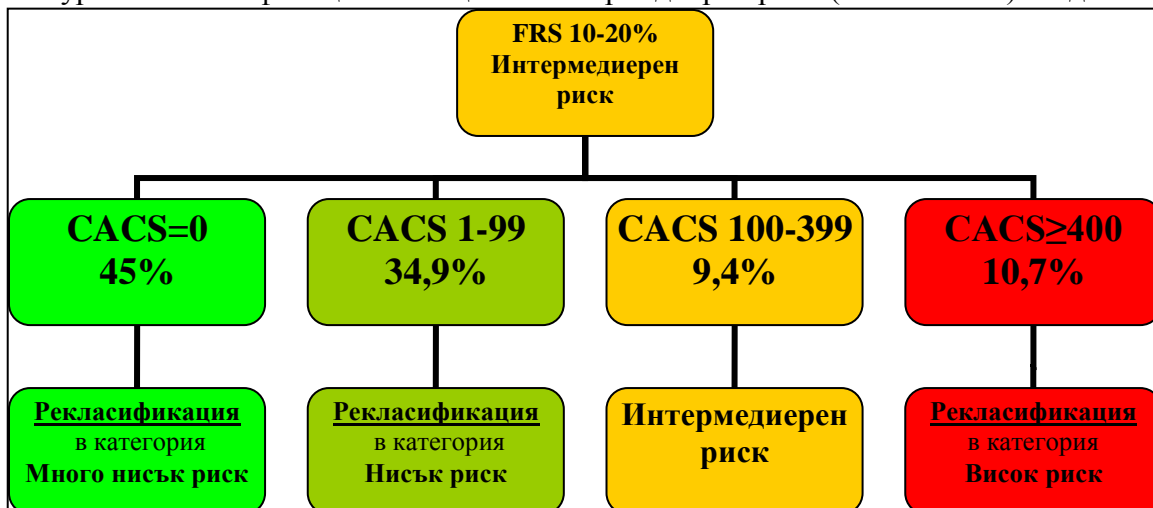 FRS 10-20%
Интермедиерен
риск
CACS=0
45%
CACS 1-99
34,9%
CACS 100-399
9,4%
CACS≥400
10,7%
Рекласификация
в категория
Много нисък риск
Рекласификация
в категория
Нисък риск
Интермедиерен
риск
Рекласификация
в категория
Висок риск